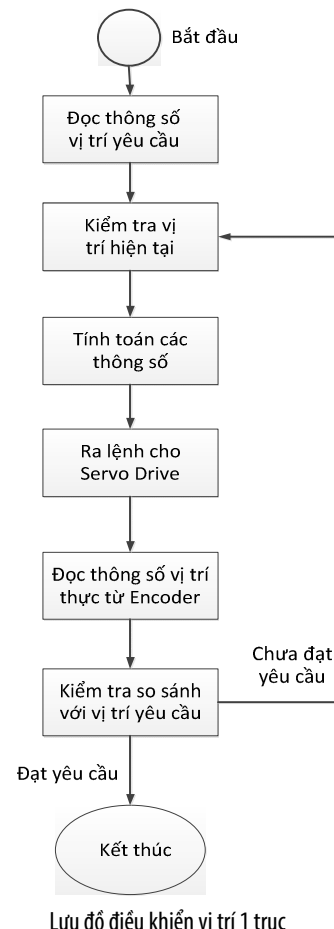 Bắt đầu
Đọc thông số
vị trí yêu cầu
Kiểm tra vị
trí hiện tại
Tính toán các
thông số
Ra lệnh cho
Servo Drive
Đọc thông số vị trí
thực từ Encoder
Kiểm tra so sánh
với vị trí yêu cầu
Chưa đạt
yêu cầu
Đạt yêu cầu
Kết thúc
Lưu đồ điều khiển vị trí 1 trục